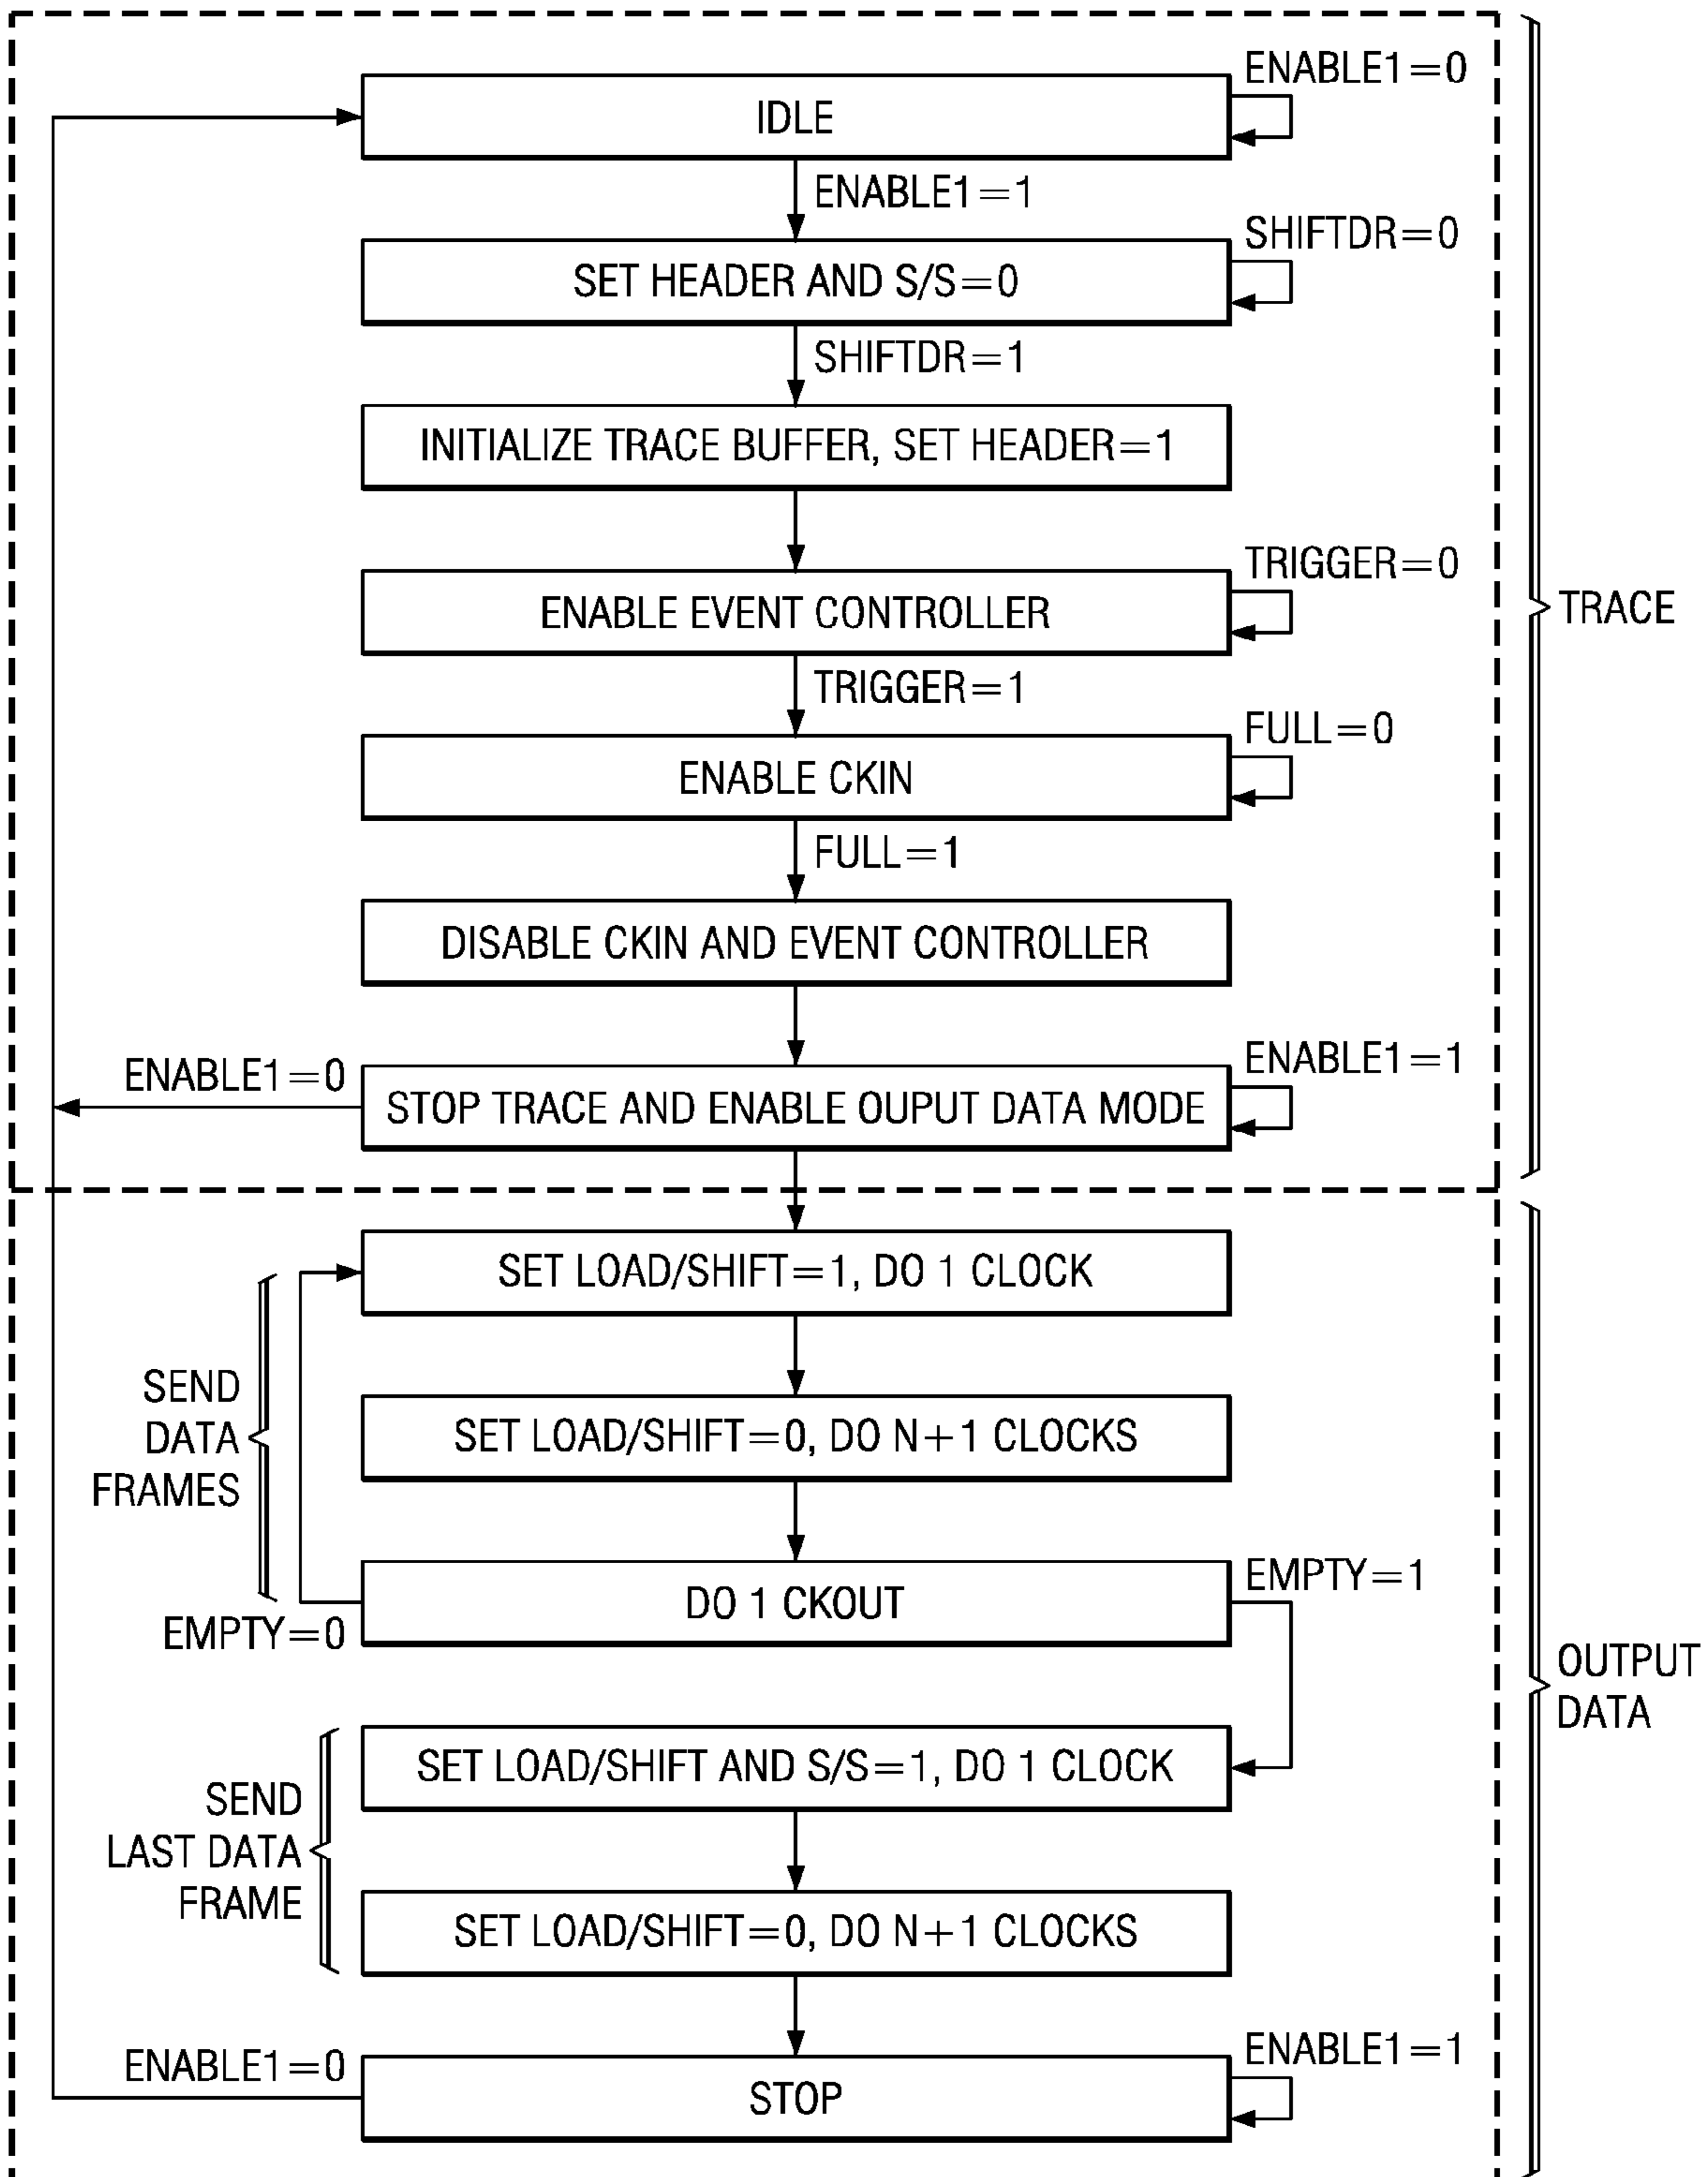 ENABLE1=0
IDLE
ENABLE1=1
SHIFTDR=0
SET HEADER AND S/S=0
SHIFTDR=1
INITIALIZE TRACE BUFFER, SET HEADER=1
TRIGGER=0
ENABLE EVENT CONTROLLER
TRACE
TRIGGER=1
FULL=0
ENABLE CKIN
FULL=1
DISABLE CKIN AND EVENT CONTROLLER
ENABLE1=0
ENABLE1=1
STOP TRACE AND ENABLE OUPUT DATA MODE
SET LOAD/SHIFT=1, DO 1 CLOCK
SEND
DATA
FRAMES
SET LOAD/SHIFT=0, DO N+1 CLOCKS
EMPTY=1
DO 1 CKOUT
EMPTY=0
OUTPUT
DATA
SET LOAD/SHIFT AND S/S=1, DO 1 CLOCK
SEND
LAST DATA
FRAME
SET LOAD/SHIFT=0, DO N+1 CLOCKS
ENABLE1=0
ENABLE1=1
STOP